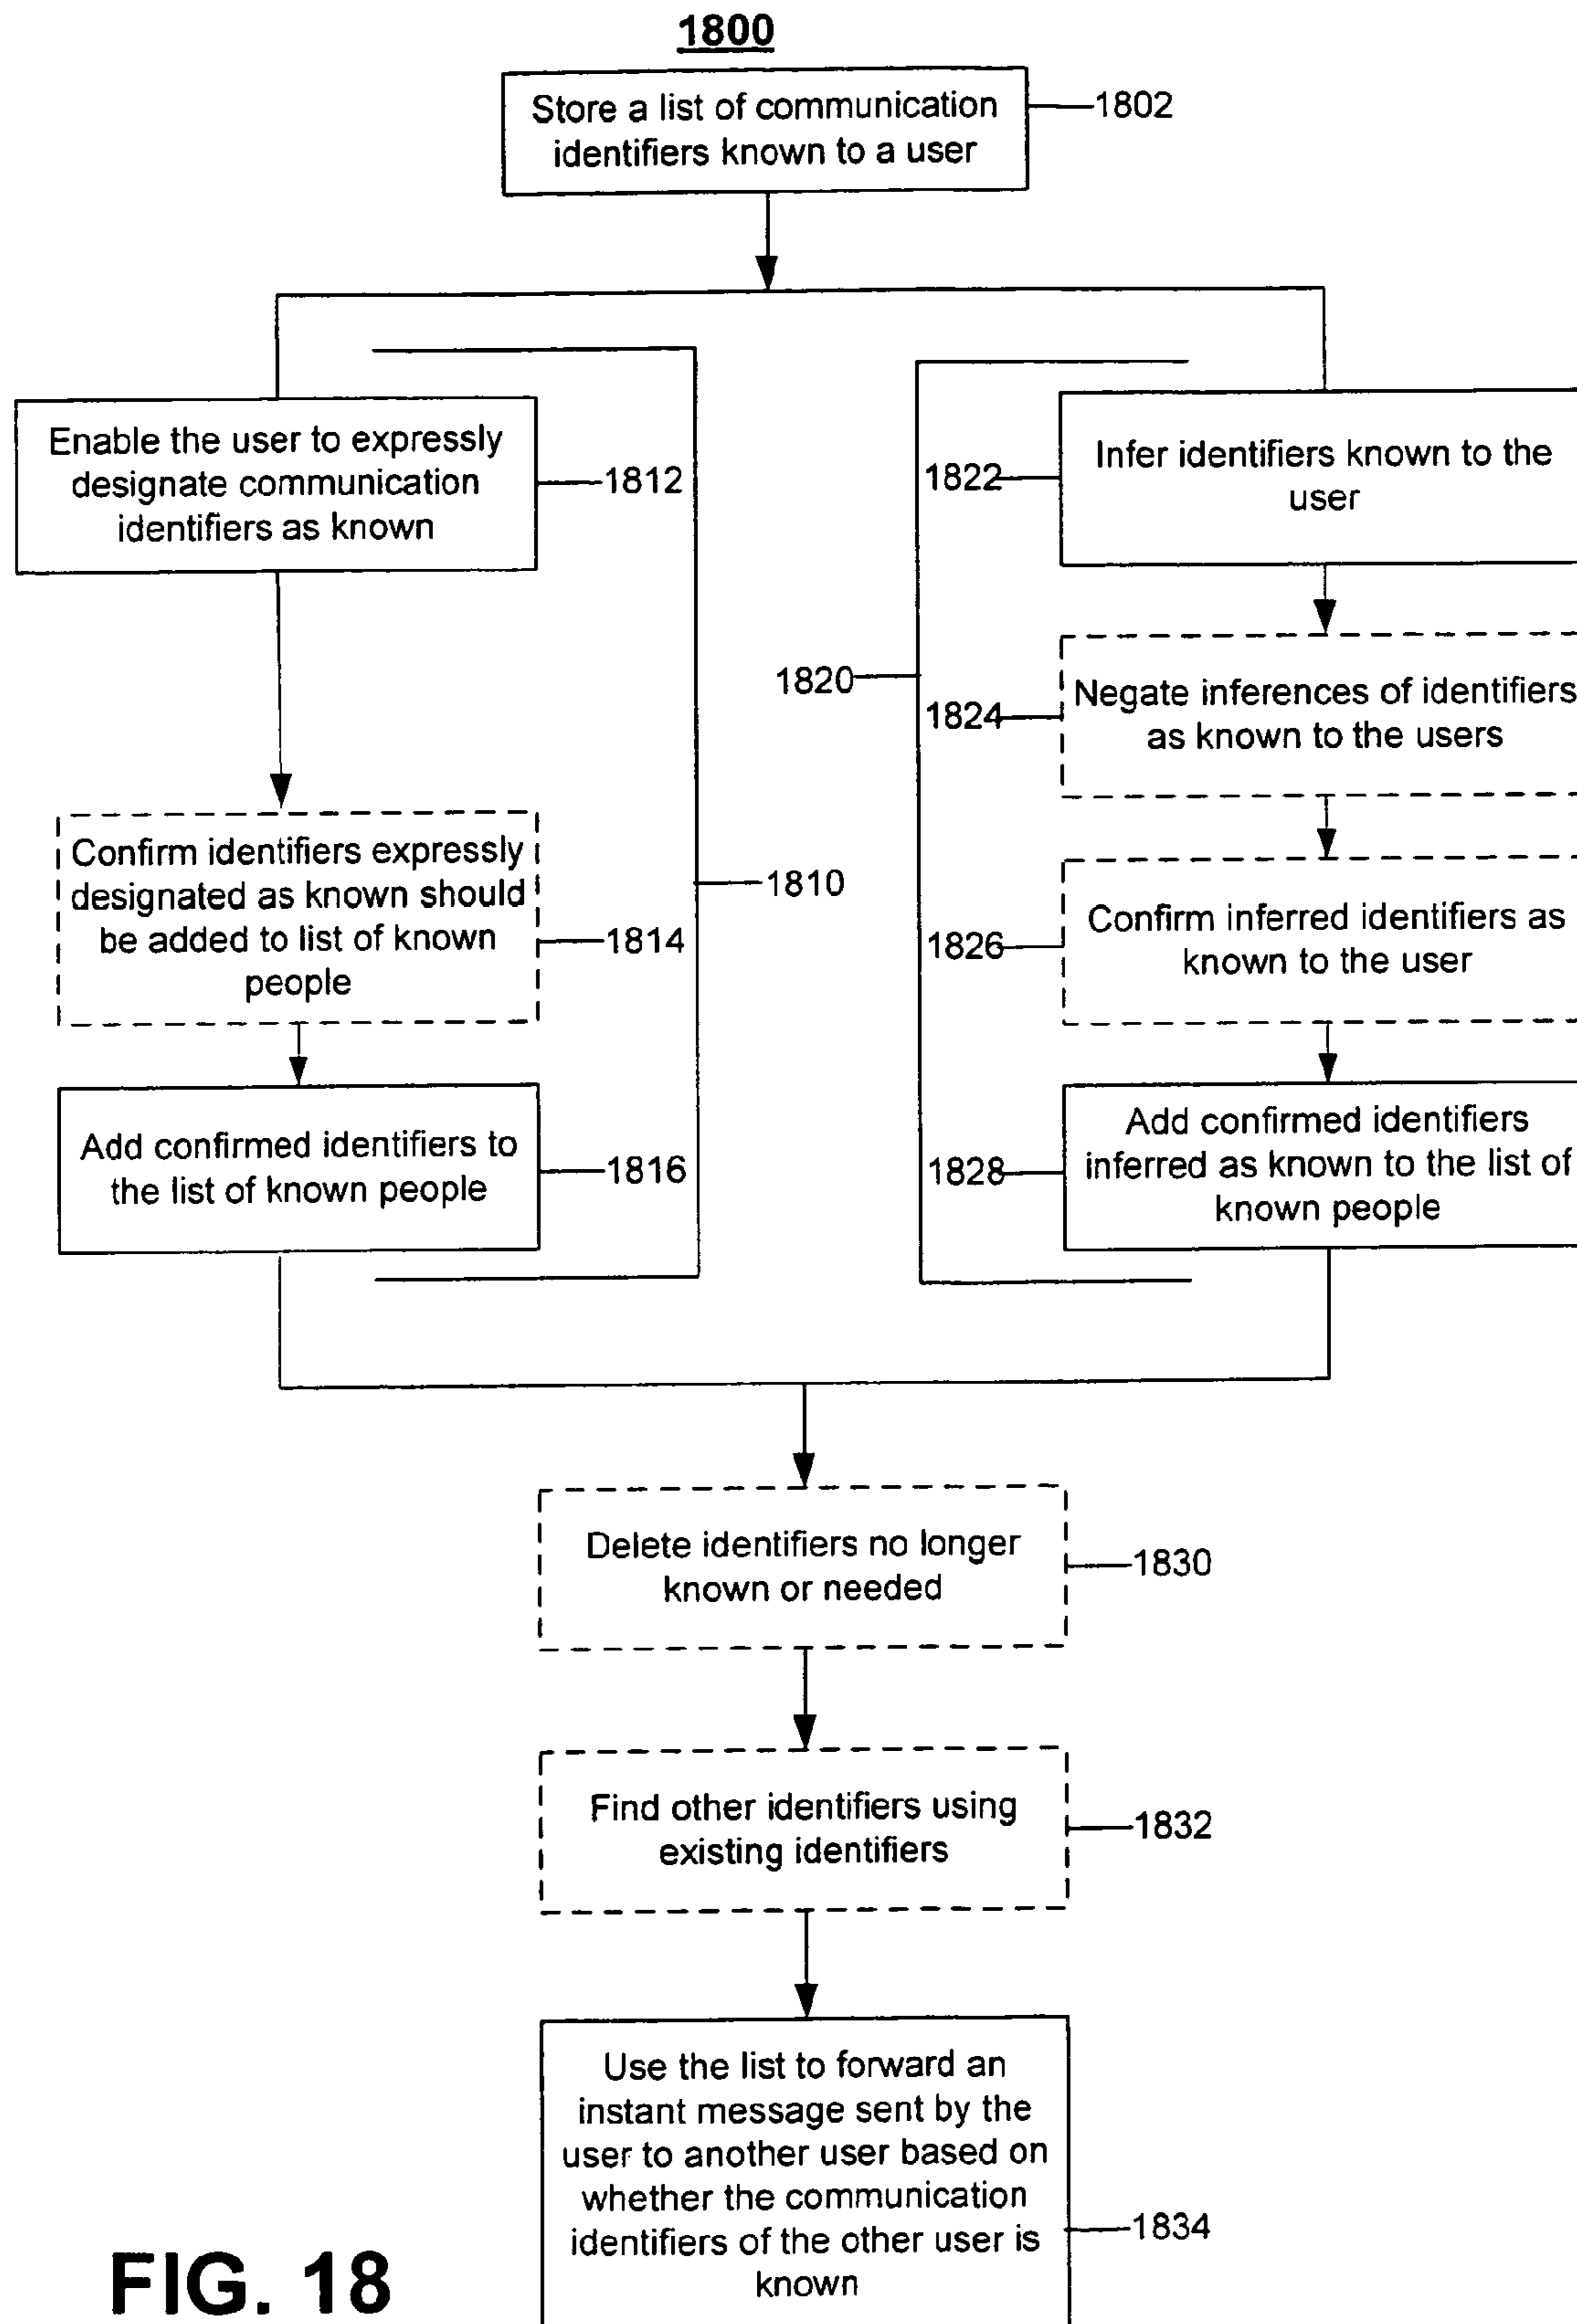 1800
Store a list of communication
identifiers known to a user
1802
Enable the user to expressly
designate communication
identifiers as known
1812
1822
Infer identifiers known to the
user
1820
1824
Negate inferences of identifiers
as known to the users
Confirm identifiers expressly
designated as known should
be added to list of known
people
1814
1810
1826
Confirm inferred identifiers as
known to the user
Add confirmed identifiers to
the list of known people
1816
1828
Add confirmed identifiers
inferred as known to the list of
known people
Delete identifiers no longer
known or needed
1830
Find other identifiers using
existing identifiers
1832
Use the list to forward an
instant message sent by the
user to another user based on
whether the communication
identifiers of the other user is
known
1834
FIG. 18